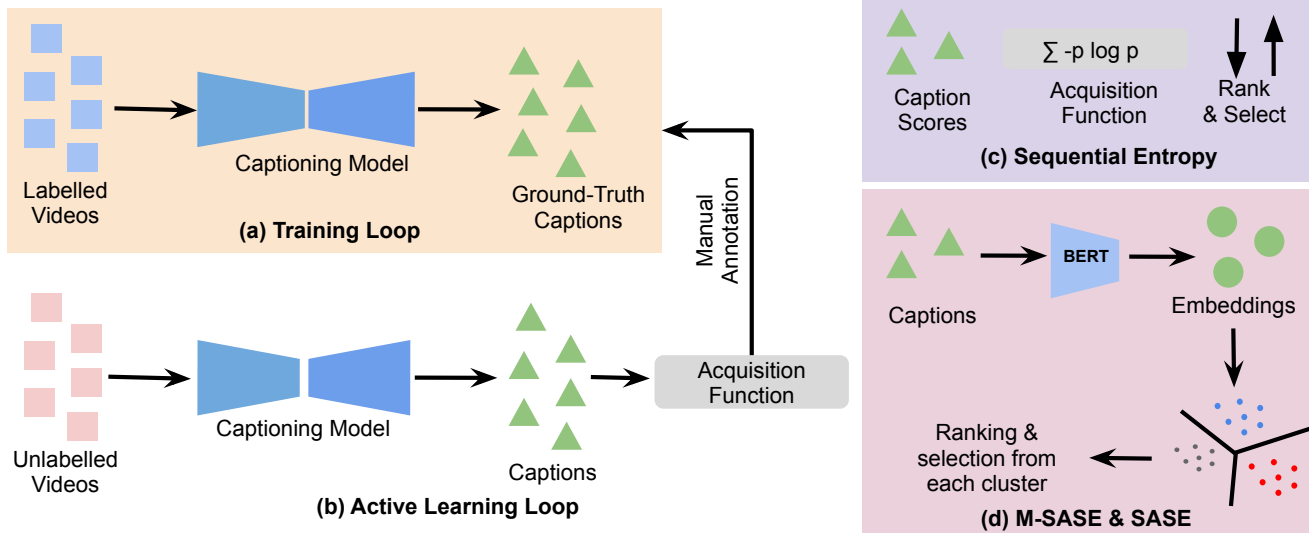 Labelled
Videos
Captioning Model
Ground-Truth
Captions
(a) Training Loop
Manual
Annotation
Unlabelled
Videos
Captioning Model
Captions
Acquisition
Function
(b) Active Learning Loop
Caption
Scores
∑ -p log p
Acquisition
Function
Rank
& Select
(c) Sequential Entropy
Captions
BERT
Embeddings
Ranking &
selection from
each cluster
(d) M-SASE & SASE